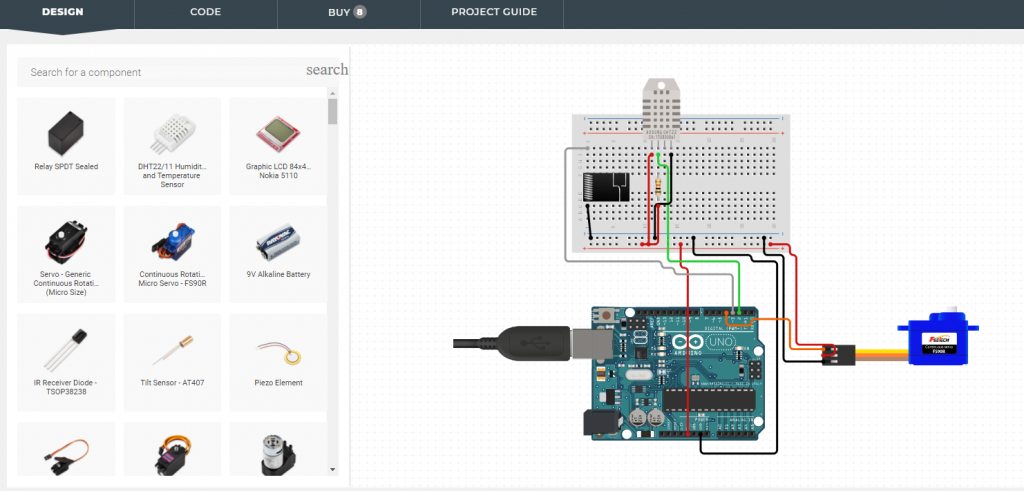 DESIGN
CODE
BUY 8
PROJECT GUIDE
Search for a component
search
Relay SPDT Sealed
DHT22/11 Humidit...
and Temperature
Sensor
Graphic LCD 84x4...
Nokia 5110
Servo - Generic
Continuous Rotati...
(Micro Size)
Continuous Rotati...
Micro Servo - FS90R
9V Alkaline Battery
IR Receiver Diode -
TSOP38238
Tilt Sensor - AT407
Piezo Element
UNO
ARDUINO
FS90R